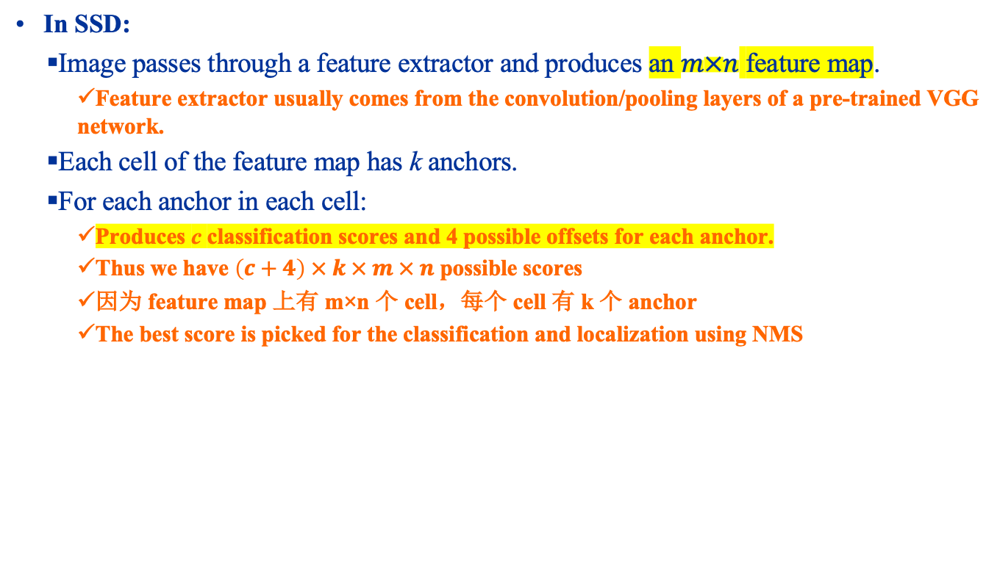 • In SSD:
▪Image passes through a feature extractor and produces an m×n feature map.
✓Feature extractor usually comes from the convolution/pooling layers of a pre-trained VGG
network.
▪Each cell of the feature map has k anchors.
▪For each anchor in each cell:
✓Produces c classification scores and 4 possible offsets for each anchor.
✓Thus we have (c + 4) × k × m × n possible scores
✓因为 feature map 上有 m×n 个 cell，每个 cell 有 k 个 anchor
✓The best score is picked for the classification and localization using NMS